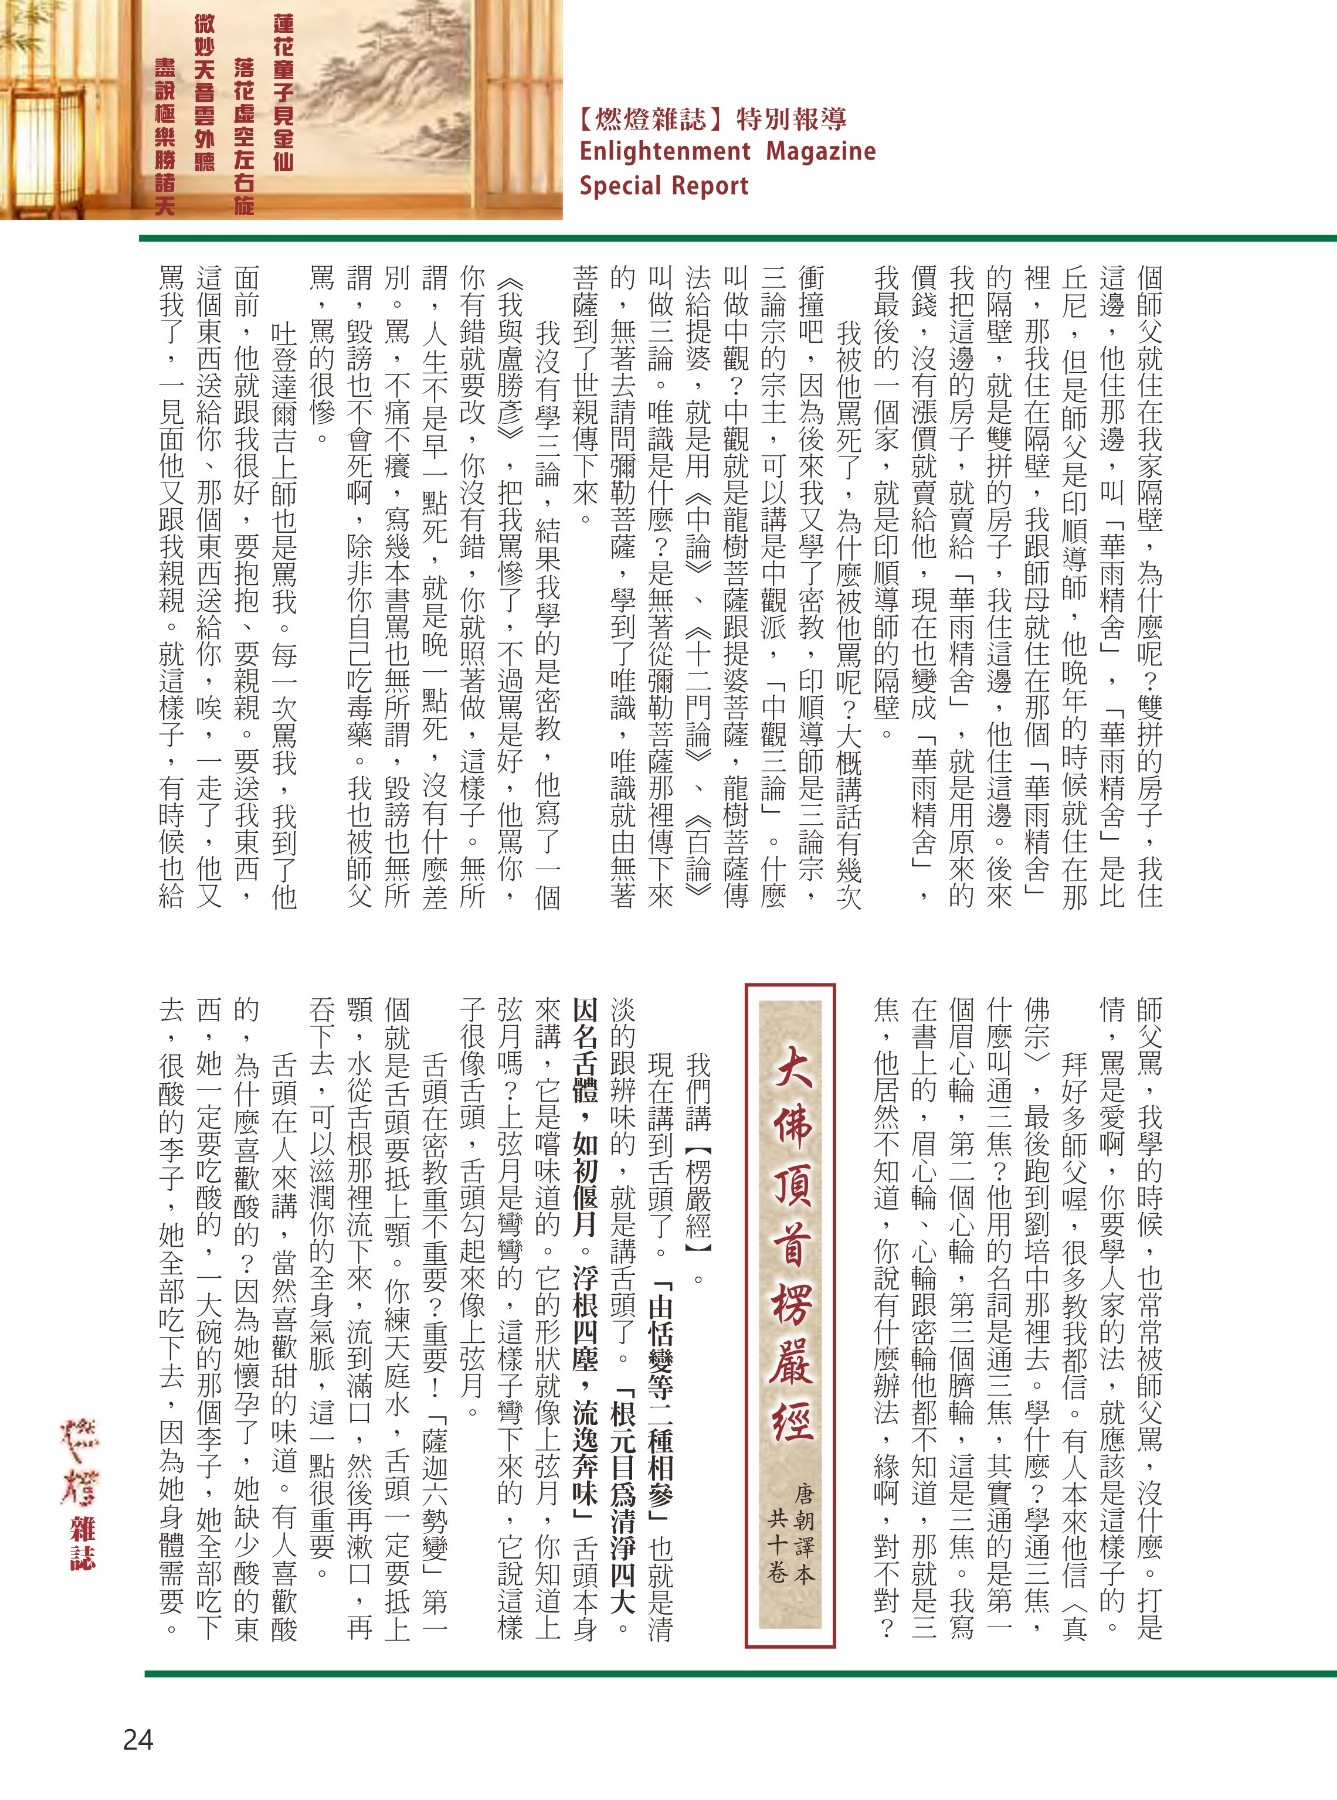 蓮花童子見金仙
落花虛空左右旋
微妙天音雲外聽
盡說極樂勝諸天
【燃燈雜誌】特別報導
Enlightenment Magazine
Special Report
個師父就住在我家隔壁，為什麼呢？雙拼的房子，我住
這邊，他住那邊，叫「華雨精舍」，「華雨精舍」是比
丘尼，但是師父是印順導師，他晚年的時候就住在那
裡，那我住在隔壁，我跟師母就住在那個「華雨精舍」
的隔壁，就是雙拼的房子，我住這邊，他住這邊。後來
我把這邊的房子，就賣給「華雨精舍」，就是用原來的
價錢，沒有漲價就賣給他，現在也變成「華雨精舍」，
我最後的一個家，就是印順導師的隔壁。
我被他罵死了，為什麼被他罵呢？大概講話有幾次
衝撞吧，因為後來我又學了密教，印順導師是三論宗，
三論宗的宗主，可以講是中觀派，「中觀三論」。什麼
叫做中觀？中觀就是龍樹菩薩跟提婆菩薩，龍樹菩薩傳
法給提婆，就是用《中論》、《十二門論》、《百論》
叫做三論。唯識是什麼？是無著從彌勒菩薩那裡傳下來
的，無著去請問彌勒菩薩，學到了唯識，唯識就由無著
菩薩到了世親傳下來。
我沒有學三論，結果我學的是密教，他寫了一個
《我與盧勝彥》，把我罵慘了，不過罵是好，他罵你，
你有錯就要改，你沒有錯，你就照著做，這樣子。無所
謂，人生不是早一點死，就是晚一點死，沒有什麼差
別。罵，不痛不癢，寫幾本書罵也無所謂，毀謗也無所
謂，毀謗也不會死啊，除非你自己吃毒藥。我也被師父
罵，罵的很慘。
吐登達爾吉上師也是罵我。每一次罵我，我到了他
面前，他就跟我很好，要抱抱、要親親。要送我東西，
這個東西送給你、那個東西送給你，唉，一走了，他又
罵我了，一見面他又跟我親親。就這樣子，有時候也給
師父罵，我學的時候，也常常被師父罵，沒什麼。打是
情，罵是愛啊，你要學人家的法，就應該是這樣子的。
拜好多師父喔，很多教我都信。有人本來他信〈真
佛宗〉，最後跑到劉培中那裡去。學什麼？學通三焦，
什麼叫通三焦？他用的名詞是通三焦，其實通的是第一
個眉心輪，第二個心輪，第三個臍輪，這是三焦。我寫
在書上的，眉心輪、心輪跟密輪他都不知道，那就是三
焦，他居然不知道，你說有什麼辦法，緣啊，對不對？
大佛頂首楞嚴經
唐朝譯本
共十卷
我們講【楞嚴經】。
現在講到舌頭了。「由恬變等二種相參」也就是清
淡的跟辨味的，就是講舌頭了。「根元目為清淨四大。
因名舌體，如初偃月。浮根四塵，流逸奔味」舌頭本身
來講，它是嚐味道的。它的形狀就像上弦月，你知道上
弦月嗎？上弦月是彎彎的，這樣子彎下來的，它說這樣
子很像舌頭，舌頭勾起來像上弦月。
舌頭在密教重不重要？重要！「薩迦六勢變」第一
個就是舌頭要抵上顎。你練天庭水，舌頭一定要抵上
顎，水從舌根那裡流下來，流到滿口，然後再漱口，再
吞下去，可以滋潤你的全身氣脈，這一點很重要。
舌頭在人來講，當然喜歡甜的味道。有人喜歡酸
的，為什麼喜歡酸的？因為她懷孕了，她缺少酸的東
西，她一定要吃酸的，一大碗的那個李子，她全部吃下
去，很酸的李子，她全部吃下去，因為她身體需要。
燃燈雜誌
24